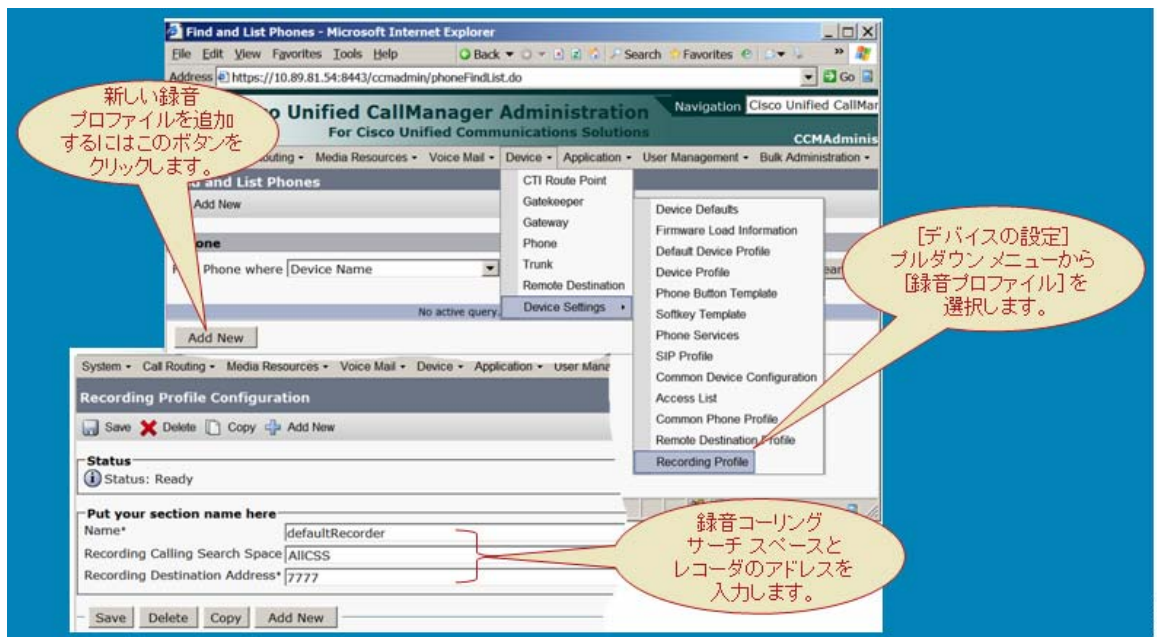 Find and List Phones - Microsoft Internet Explorer
File Edit View Favorites Tools Help
Back Search Favorites
Address https://10.89.81.54:8443/ccmadmin/phoneFindList.do Go
新しい録音
プロファイルを追加
するにはこのボタンを
クリックします。
Unified CallManager Administration
For Cisco Unified Communications Solutions
Navigation Cisco Unified CallMan
CCMAdminis
Media Resources Voice Mail Device Application User Management Bulk Administration
and List Phones
Add New
Phone where Device Name
No active query.
Add New
CTI Route Point
Gatekeeper
Gateway
Phone
Trunk
Remote Destination
Device Settings
Device Defaults
Firmware Load Information
Default Device Profile
Device Profile
Phone Button Template
Softkey Template
Phone Services
SIP Profile
Common Device Configuration
Access List
Common Phone Profile
Remote Destination Profile
Recording Profile
[デバイスの設定]
プルダウン メニューから
[録音プロファイル] を
選択します。
System Call Routing Media Resources Voice Mail Device Application User Mana
Recording Profile Configuration
Save Delete Copy Add New
Status
Status: Ready
Put your section name here
Name* defaultRecorder
Recording Calling Search Space AllCSS
Recording Destination Address* 7777
Save Delete Copy Add New
録音コーリング
サーチ スペースと
レコーダのアドレスを
入力します。